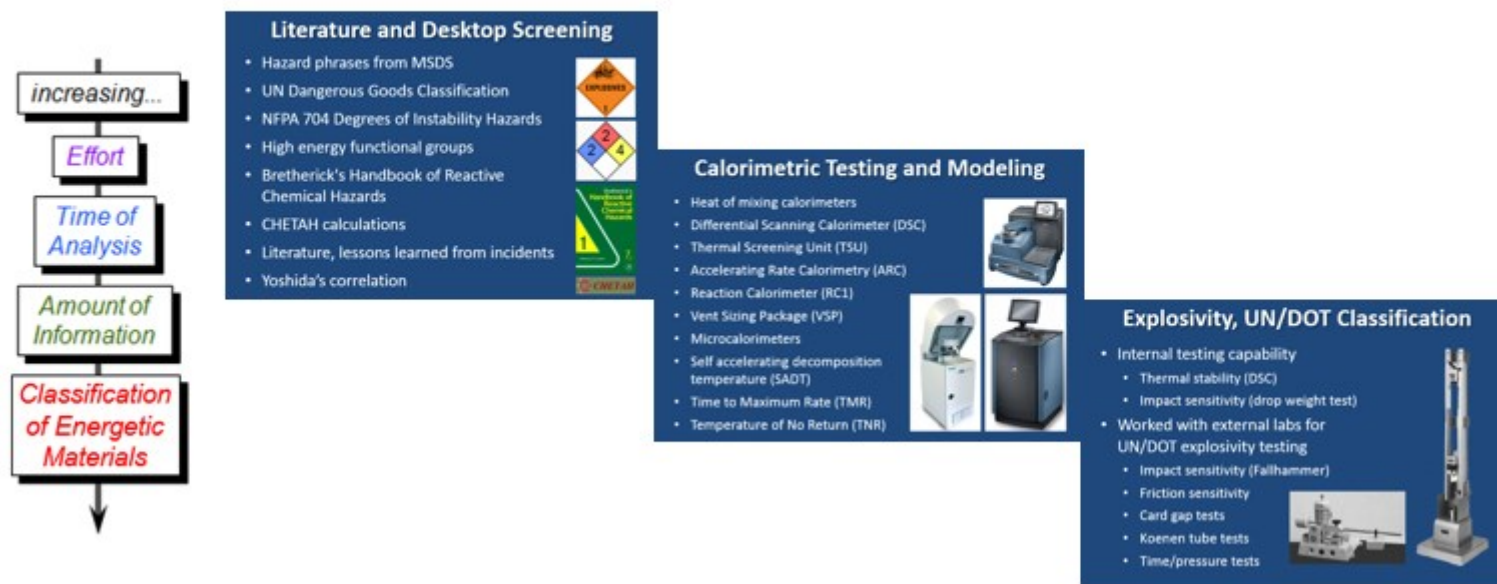 increasing...
Effort
Time of
Analysis
Amount of
Information
Classification
of Energetic
Materials
Literature and Desktop Screening
• Hazard phrases from MSDS
• UN Dangerous Goods Classification
• NFPA 704 Degrees of Instability Hazards
• High energy functional groups
• Bretherick's Handbook of Reactive
Chemical Hazards
• CHETAH calculations
• Literature, lessons learned from incidents
• Yoshida's correlation
EXPLOSIVES
2
2
4
Handbook of
Reactive
Chemical
Hazards
1
CHETAH
Calorimetric Testing and Modeling
• Heat of mixing calorimeters
• Differential Scanning Calorimeter (DSC)
• Thermal Screening Unit (TSU)
• Accelerating Rate Calorimetry (ARC)
• Reaction Calorimeter (RC1)
• Vent Sizing Package (VSP)
• Microcalorimeters
• Self accelerating decomposition
temperature (SADT)
• Time to Maximum Rate (TMR)
• Temperature of No Return (TNR)
Explosivity, UN/DOT Classification
• Internal testing capability
• Thermal stability (DSC)
• Impact sensitivity (drop weight test)
• Worked with external labs for
UN/DOT explosivity testing
• Impact sensitivity (Fallhammer)
• Friction sensitivity
• Card gap tests
• Koenen tube tests
• Time/pressure tests